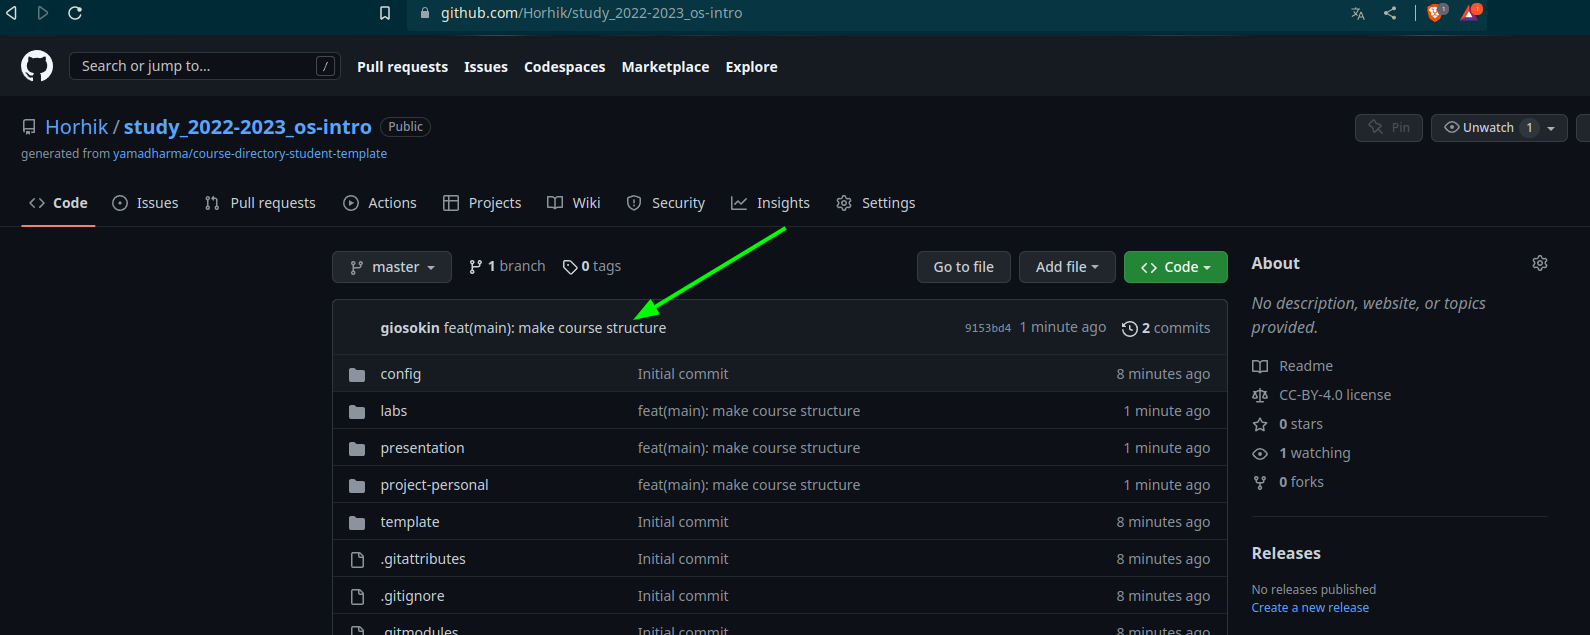 github.com/Horhik/study_2022-2023_os-intro 1 1
Search or jump to... / Pull requests Issues Codespaces Marketplace Explore
Horhik / study_2022-2023_os-intro Public Pin Unwatch 1
generated from yamadharma/course-directory-student-template
Code Issues Pull requests Actions Projects Wiki Security Insights Settings
master 1 branch 0 tags Go to file Add file Code
giosokin feat(main): make course structure 9153bd4 1 minute ago 2 commits
config Initial commit 8 minutes ago
labs feat(main): make course structure 1 minute ago
presentation feat(main): make course structure 1 minute ago
project-personal feat(main): make course structure 1 minute ago
template Initial commit 8 minutes ago
.gitattributes Initial commit 8 minutes ago
.gitignore Initial commit 8 minutes ago
.gitmodules Initial commit 8 minutes ago
About
No description, website, or topics
provided.
Readme
CC-BY-4.0 license
0 stars
1 watching
0 forks
Releases
No releases published
Create a new release